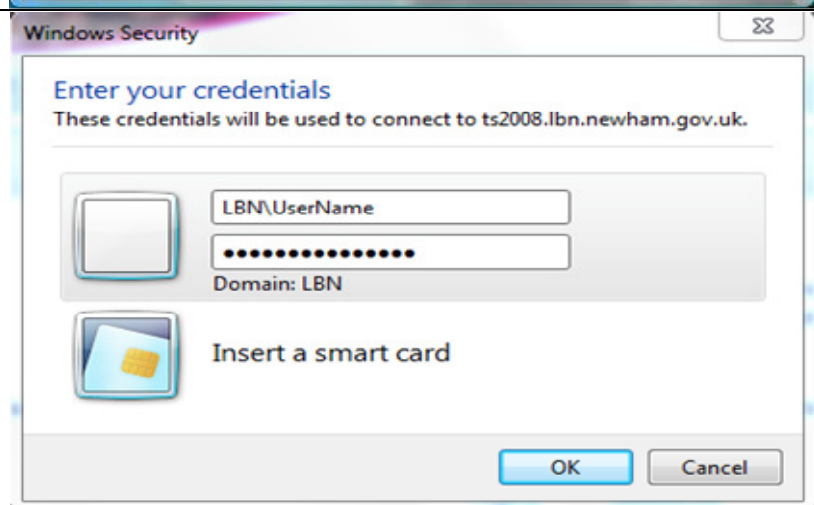 Windows Security
Enter your credentials
These credentials will be used to connect to ts2008.lbn.newham.gov.uk.
LBN\UserName
●●●●●●●●●●●●●●●
Domain: LBN
Insert a smart card
OK
Cancel